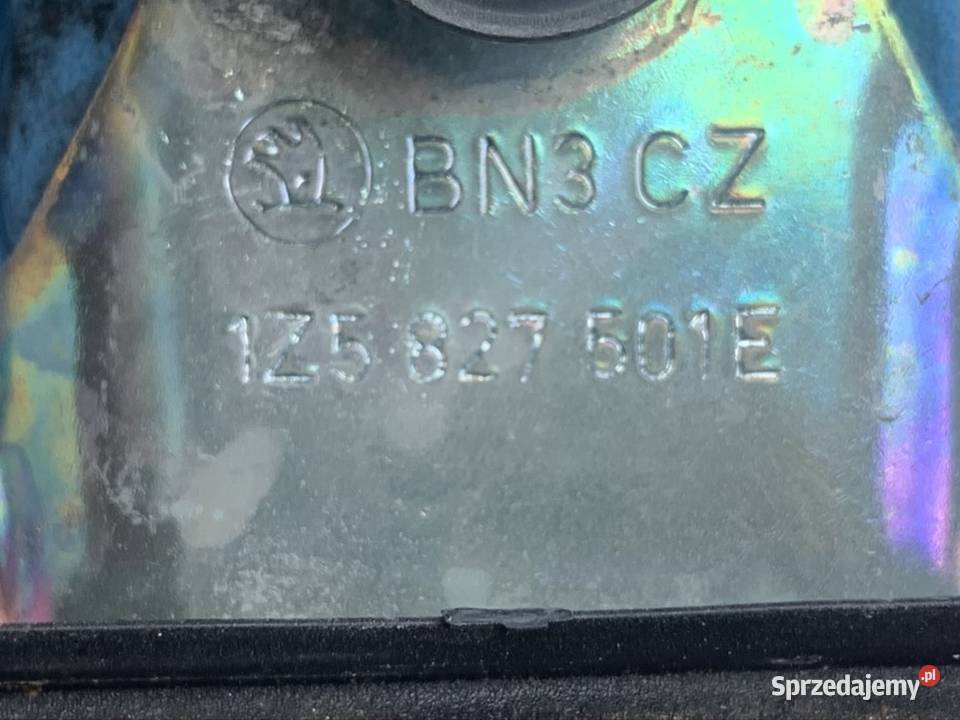 BN3 CZ
1Z5 827 501E
Sprzedajemy.pl